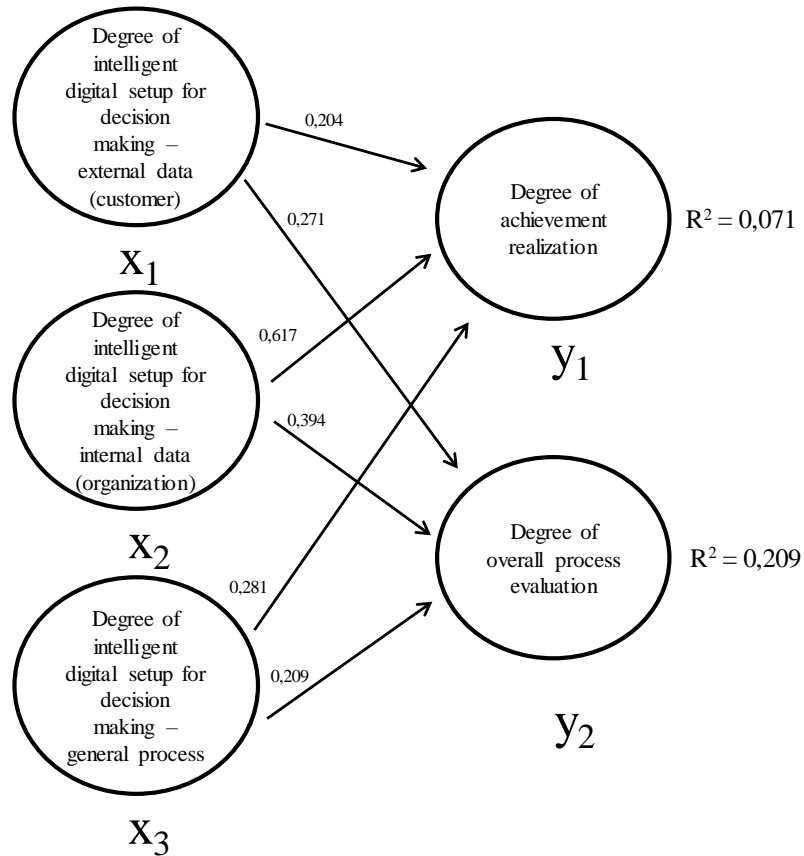 Degree of
intelligent
digital setup for
decision
making –
external data
(customer)
x₁
Degree of
intelligent
digital setup for
decision
making –
internal data
(organization)
x₂
Degree of
intelligent
digital setup for
decision
making –
general process
x₃
0,204
0,271
0,617
0,394
0,281
0,209
Degree of
achievement
realization
R² = 0,071
y₁
Degree of
overall process
evaluation
R² = 0,209
y₂